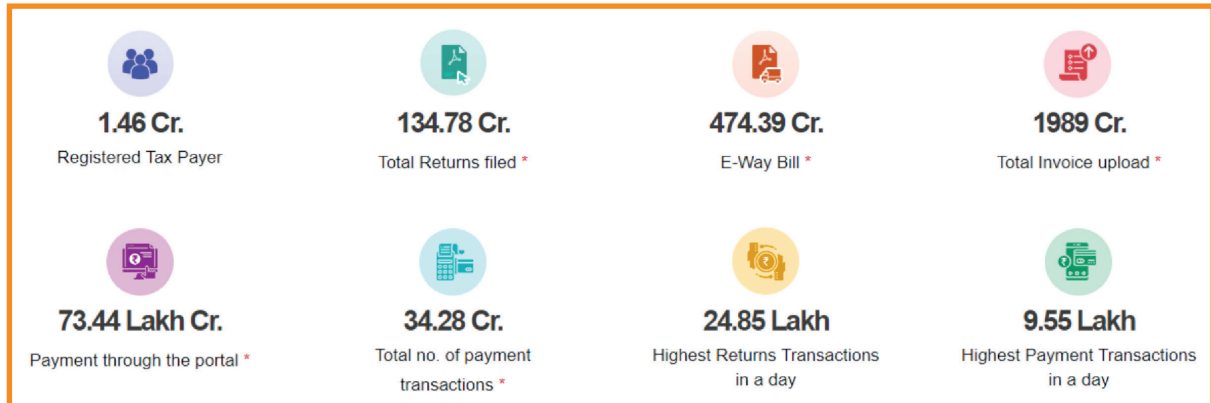 1.46 Cr.
Registered Tax Payer
134.78 Cr.
Total Returns filed *
474.39 Cr.
E-Way Bill *
1989 Cr.
Total Invoice upload *
73.44 Lakh Cr.
Payment through the portal *
34.28 Cr.
Total no. of payment
transactions *
24.85 Lakh
Highest Returns Transactions
in a day
9.55 Lakh
Highest Payment Transactions
in a day